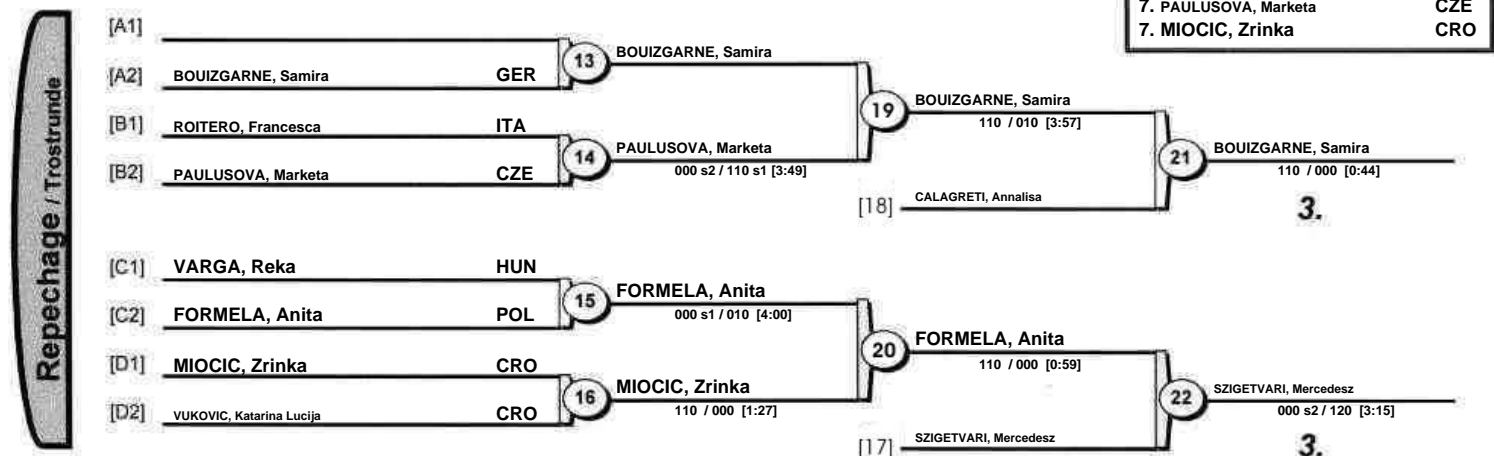 7. PAULUSOVA, Marketa CZE
7. MIOCIC, Zrinka CRO
Repechage / Trostrunde
[A1]
[A2] BOUIZGARNE, Samira GER
13 BOUIZGARNE, Samira
[B1] ROITERO, Francesca ITA
[B2] PAULUSOVA, Marketa CZE
14 PAULUSOVA, Marketa
000 s2 / 110 s1 [3:49]
19 BOUIZGARNE, Samira
110 / 010 [3:57]
[18] CALAGRETI, Annalisa
21 BOUIZGARNE, Samira
110 / 000 [0:44]
3.
[C1] VARGA, Reka HUN
[C2] FORMELA, Anita POL
15 FORMELA, Anita
000 s1 / 010 [4:00]
[D1] MIOCIC, Zrinka CRO
[D2] VUKOVIC, Katarina Lucija CRO
16 MIOCIC, Zrinka
110 / 000 [1:27]
20 FORMELA, Anita
110 / 000 [0:59]
[17] SZIGETVARI, Mercedesz
22 SZIGETVARI, Mercedesz
000 s2 / 120 [3:15]
3.